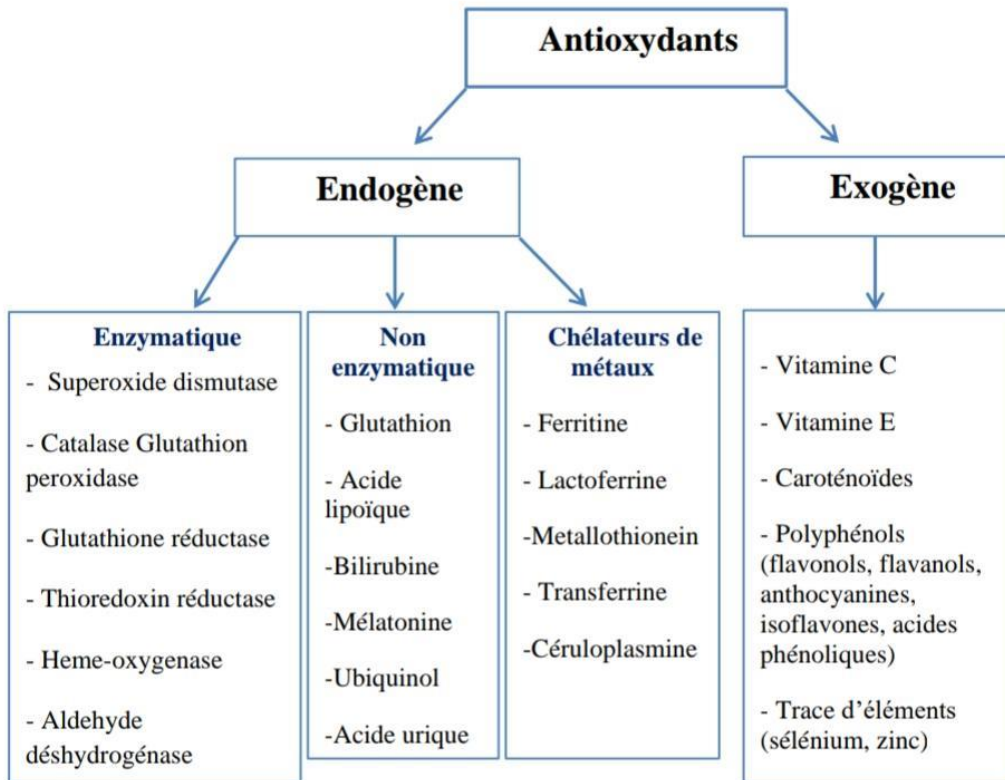 Antioxydants
Endogène
Exogène
Enzymatique
- Superoxide dismutase
- Catalase Glutathion
peroxidase
- Glutathione réductase
- Thioredoxin réductase
- Heme-oxygenase
- Aldehyde
déshydrogénase
Non
enzymatique
- Glutathion
- Acide
lipoïque
-Bilirubine
-Mélatonine
-Ubiquinol
-Acide urique
Chélateurs de
métaux
- Ferritine
- Lactoferrine
-Metallothionein
- Transferrine
-Céruloplasmine
- Vitamine C
- Vitamine E
- Caroténoïdes
- Polyphénols
(flavonols, flavanols,
anthocyanines,
isoflavones, acides
phénoliques)
- Trace d’éléments
(sélénium, zinc)